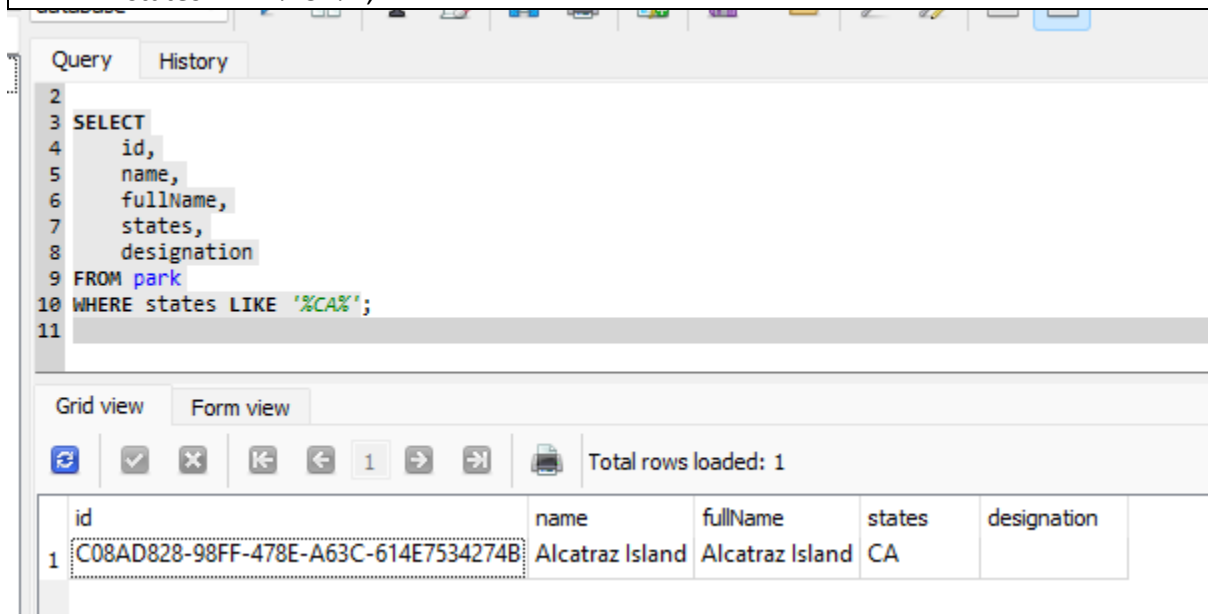 database
Query History
2
3 SELECT
4 id,
5 name,
6 fullName,
7 states,
8 designation
9 FROM park
10 WHERE states LIKE '%CA%';
11
Grid view Form view
1 Total rows loaded: 1
id name fullName states designation
1 C08AD828-98FF-478E-A63C-614E7534274B Alcatraz Island Alcatraz Island CA